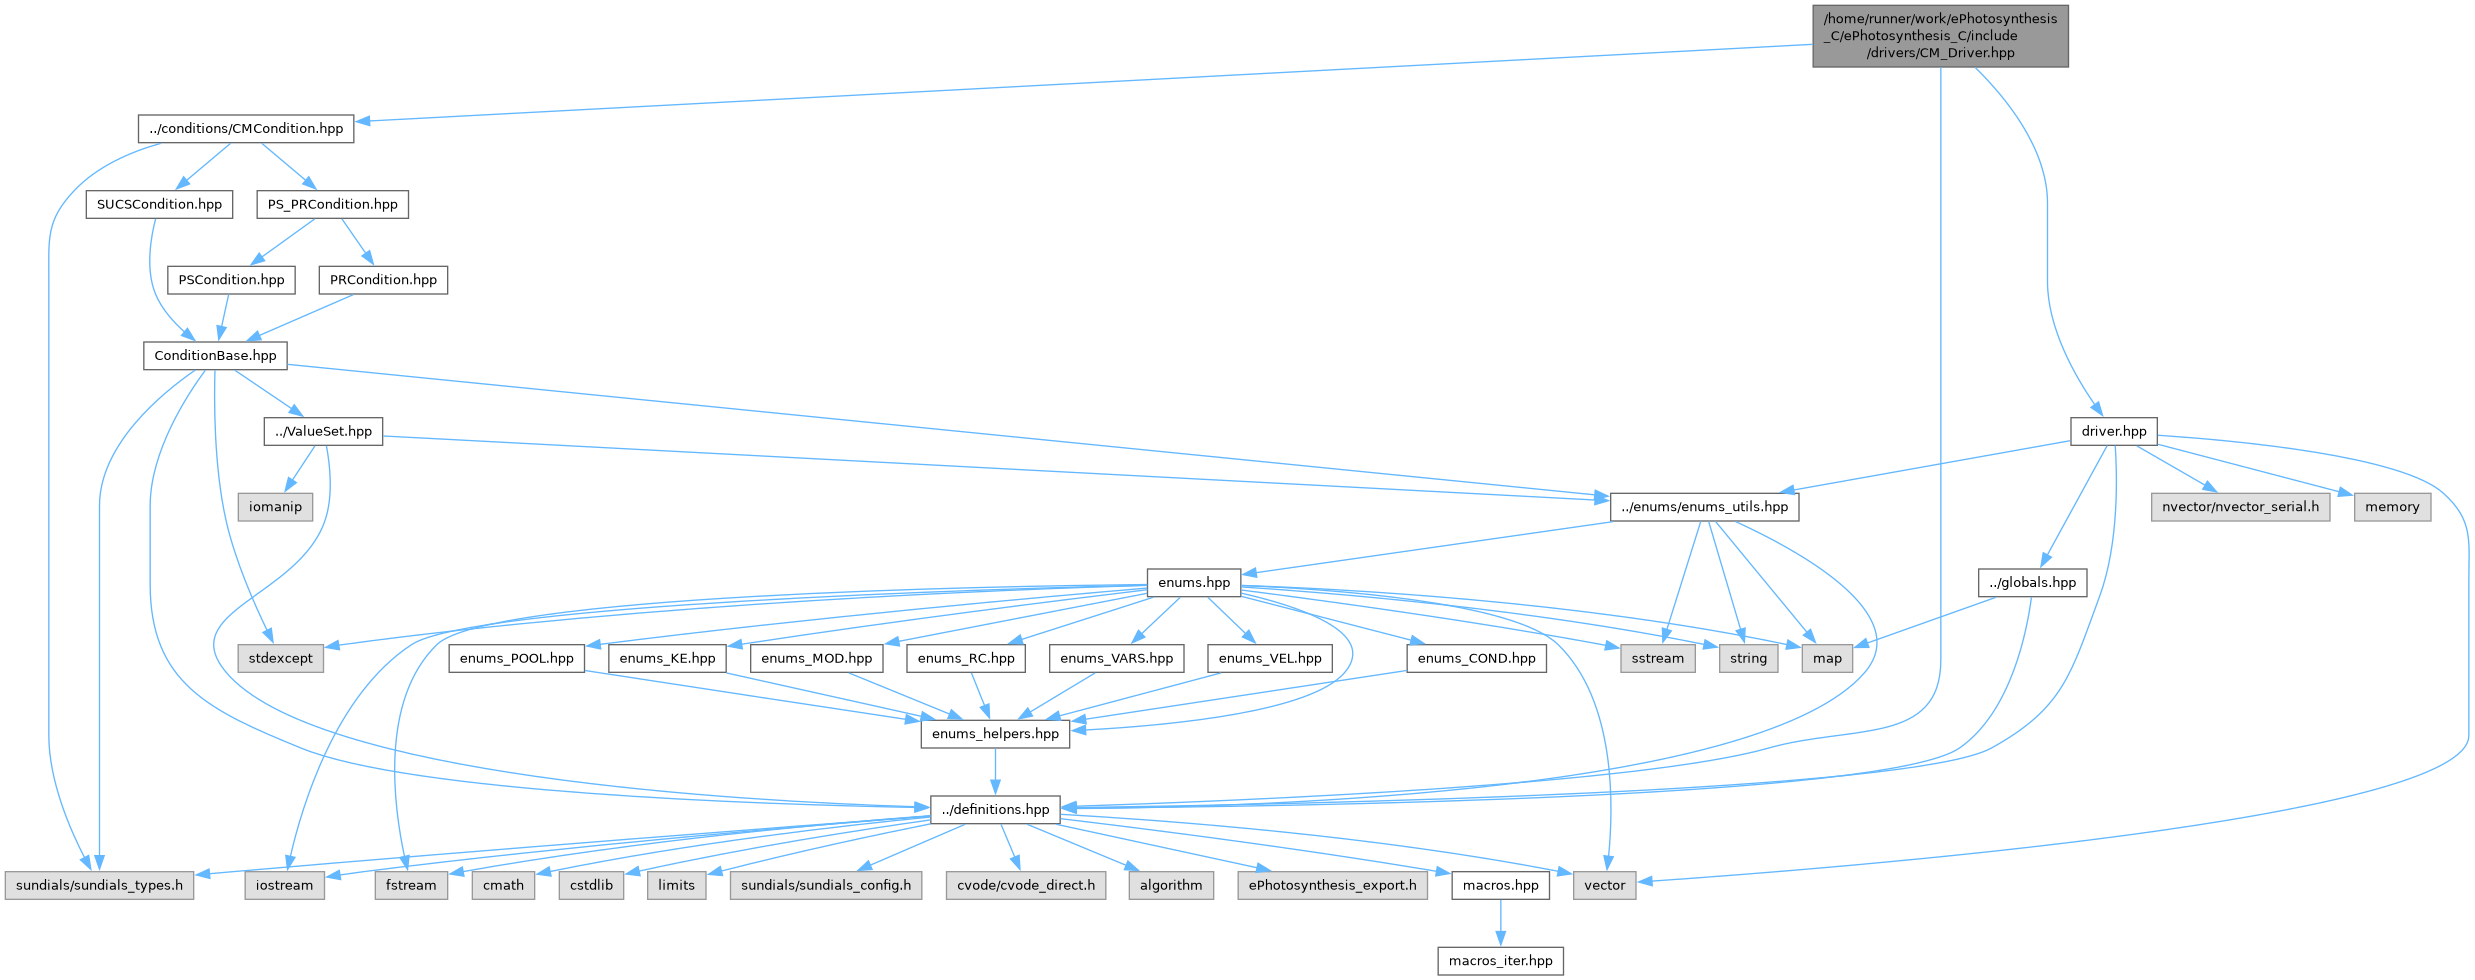 /home/runner/work/ePhotosynthesis
_C/ePhotosynthesis_C/include
/drivers/CM_Driver.hpp
../conditions/CMCondition.hpp
SUCSCondition.hpp
PS_PRCondition.hpp
PSCondition.hpp
PRCondition.hpp
ConditionBase.hpp
../ValueSet.hpp
driver.hpp
iomanip
../enums/enums_utils.hpp
nvector/nvector_serial.h
memory
enums.hpp
../globals.hpp
stdexcept
enums_POOL.hpp
enums_KE.hpp
enums_MOD.hpp
enums_RC.hpp
enums_VARS.hpp
enums_VEL.hpp
enums_COND.hpp
sstream
string
map
enums_helpers.hpp
../definitions.hpp
sundials/sundials_types.h
iostream
fstream
cmath
cstdlib
limits
sundials/sundials_config.h
cvode/cvode_direct.h
algorithm
ePhotosynthesis_export.h
macros.hpp
vector
macros_iter.hpp